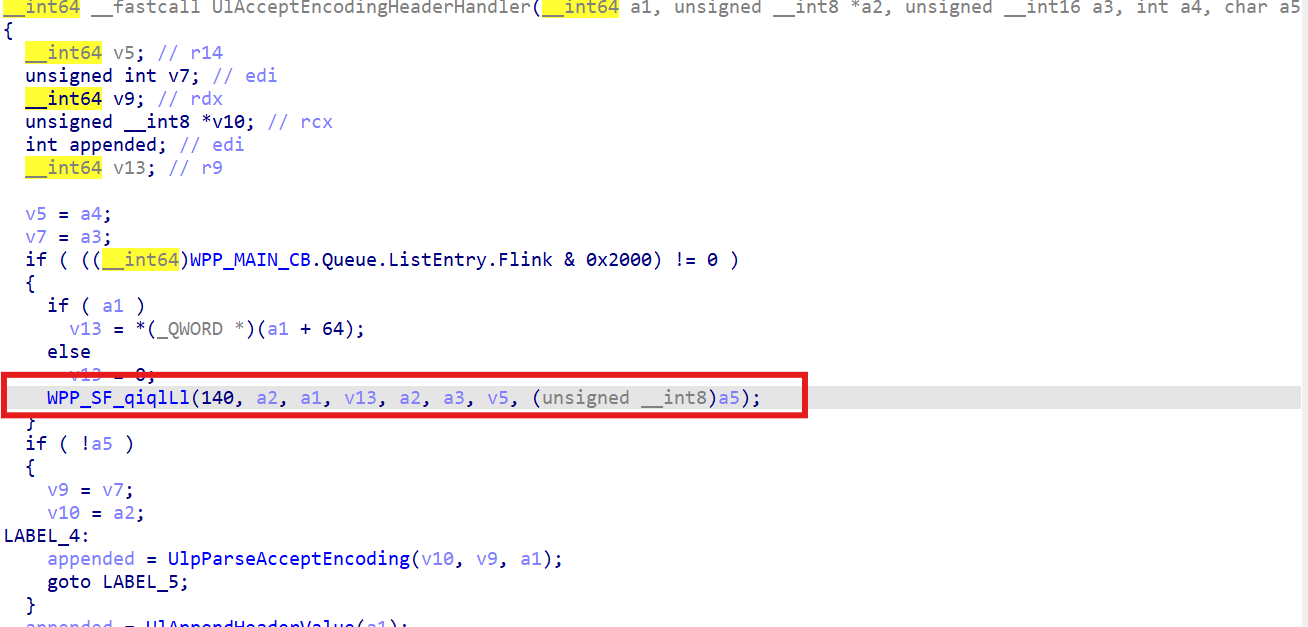 __int64 __fastcall UlAcceptEncodingHeaderHandler(__int64 a1, unsigned __int8 *a2, unsigned __int16 a3, int a4, char a5
{
__int64 v5; // r14
unsigned int v7; // edi
__int64 v9; // rdx
unsigned __int8 *v10; // rcx
int appended; // edi
__int64 v13; // r9
v5 = a4;
v7 = a3;
if ( ((__int64)WPP_MAIN_CB.Queue.ListEntry.Flink & 0x2000) != 0 )
{
if ( a1 )
v13 = *(_QWORD *)(a1 + 64);
else
v13 = 0;
WPP_SF_qiqlLl(140, a2, a1, v13, a2, a3, v5, (unsigned __int8)a5);
}
if ( !a5 )
{
v9 = v7;
v10 = a2;
LABEL_4:
appended = UlpParseAcceptEncoding(v10, v9, a1);
goto LABEL_5;
}
appended = UlAppendHeaderValue(a1);